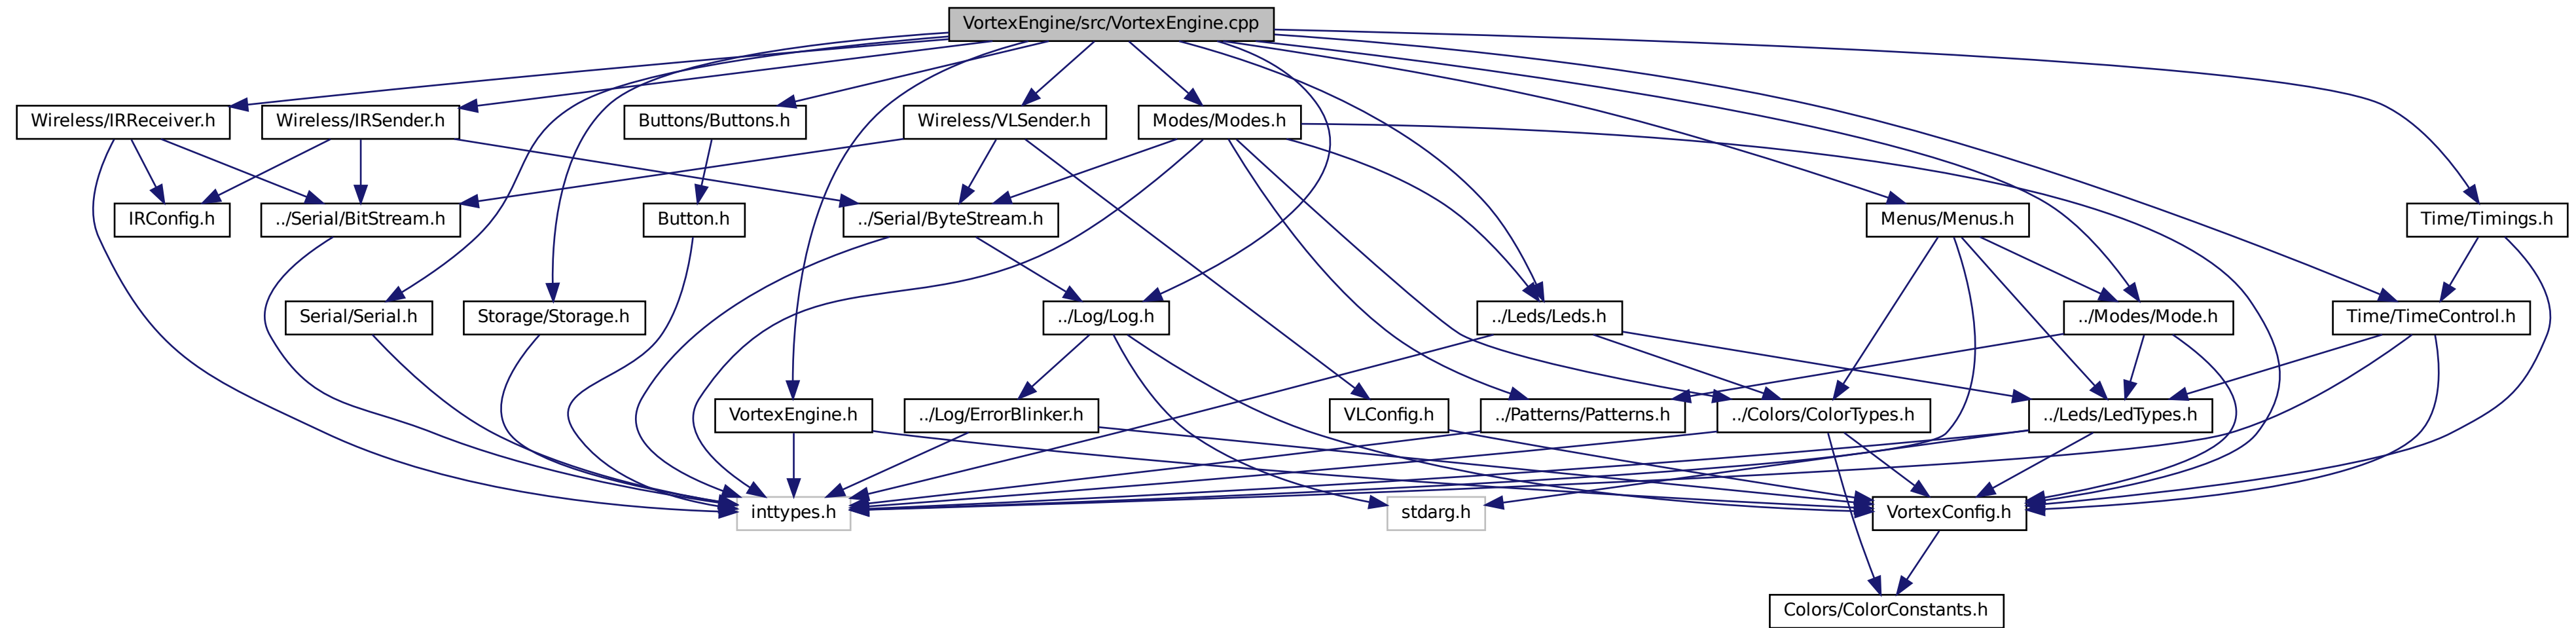 VortexEngine/src/VortexEngine.cpp
Wireless/IRReceiver.h
Wireless/IRSender.h
Buttons/Buttons.h
Wireless/VLSender.h
Modes/Modes.h
IRConfig.h
../Serial/BitStream.h
Button.h
../Serial/ByteStream.h
Menus/Menus.h
Time/Timings.h
Serial/Serial.h
Storage/Storage.h
../Log/Log.h
../Leds/Leds.h
../Modes/Mode.h
Time/TimeControl.h
VortexEngine.h
../Log/ErrorBlinker.h
VLConfig.h
../Patterns/Patterns.h
../Colors/ColorTypes.h
../Leds/LedTypes.h
inttypes.h
stdarg.h
VortexConfig.h
Colors/ColorConstants.h